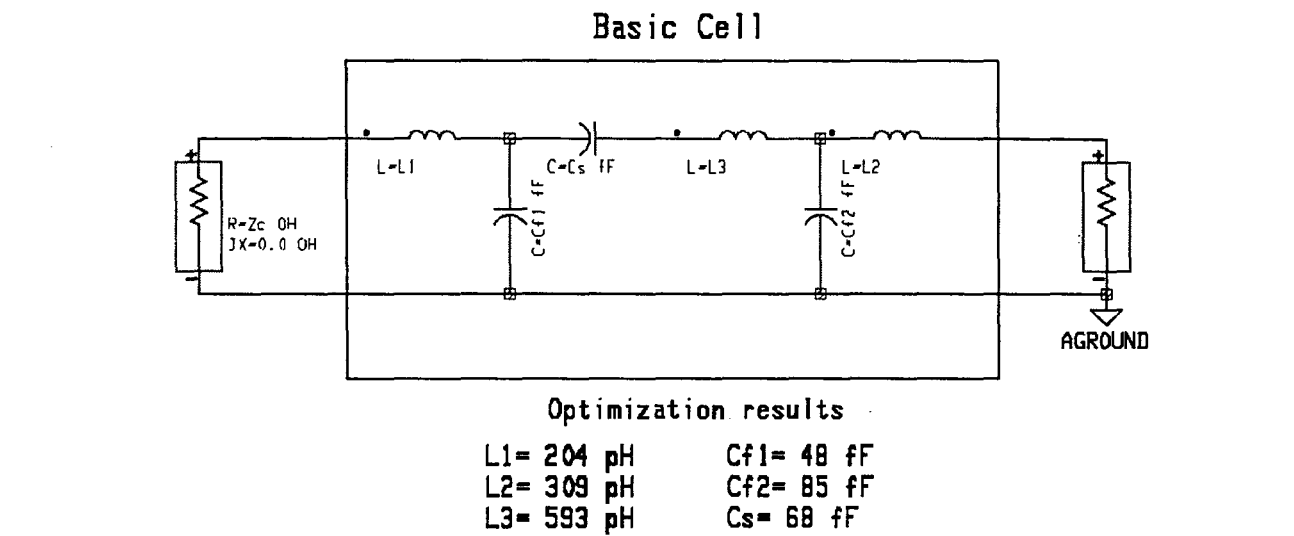 Basic Cell
L=L1
C=Cs fF
L=L3
L=L2
C=Cf1 fF
C=Cf2 fF
R=Zc OH
JX=0.0 OH
AGROUND
Optimization results
L1= 204 pH Cf1= 48 fF
L2= 309 pH Cf2= 85 fF
L3= 593 pH Cs= 68 fF